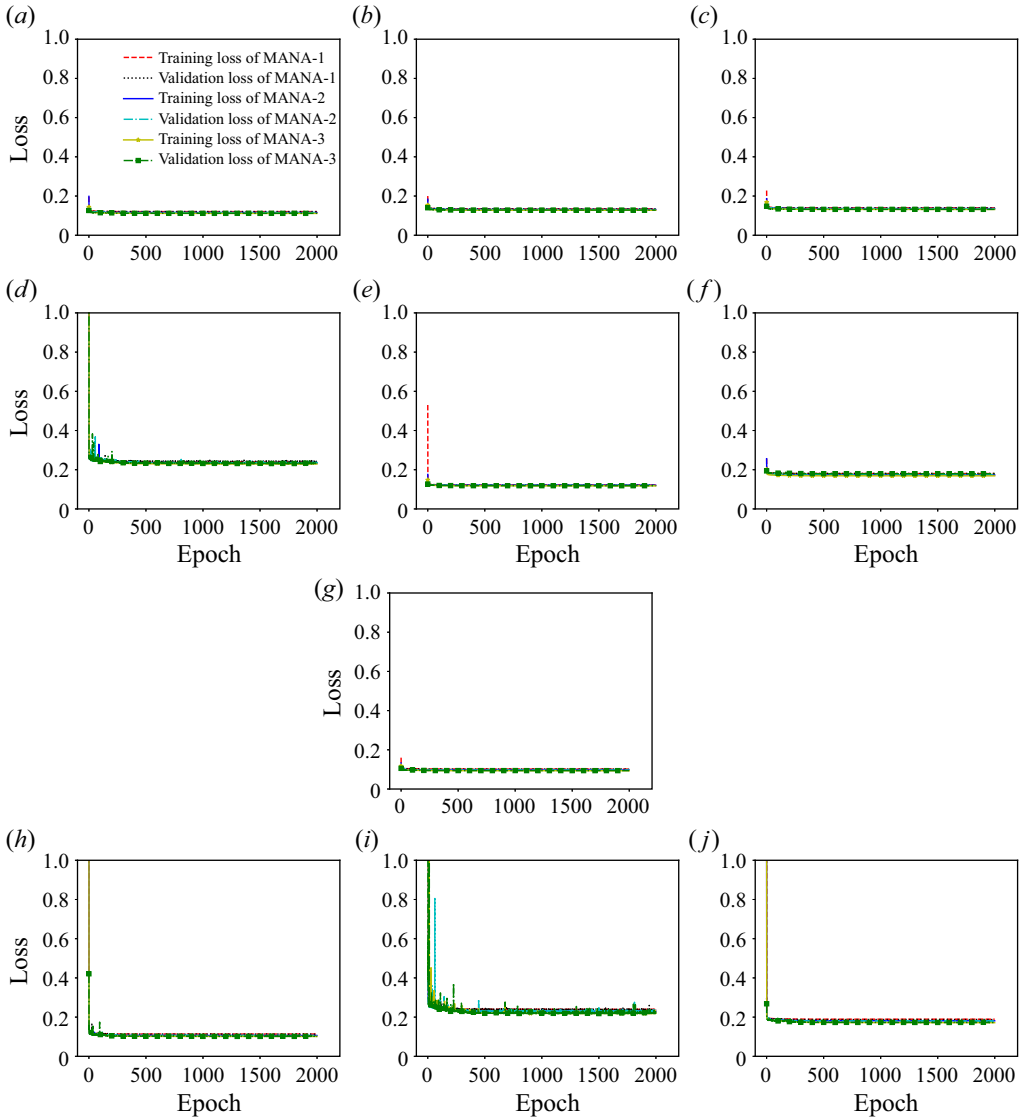 (a)
1.0
0.8
0.6
0.4
0.2
0
Loss
Training loss of MANA-1
Validation loss of MANA-1
Training loss of MANA-2
Validation loss of MANA-2
Training loss of MANA-3
Validation loss of MANA-3
0 500 1000 1500 2000
(b)
1.0
0.8
0.6
0.4
0.2
0
0 500 1000 1500 2000
(c)
1.0
0.8
0.6
0.4
0.2
0
0 500 1000 1500 2000
(d)
1.0
0.8
0.6
0.4
0.2
0
Loss
0 500 1000 1500 2000
Epoch
(e)
1.0
0.8
0.6
0.4
0.2
0
0 500 1000 1500 2000
Epoch
(f)
1.0
0.8
0.6
0.4
0.2
0
0 500 1000 1500 2000
Epoch
(g)
1.0
0.8
0.6
0.4
0.2
0
Loss
0 500 1000 1500 2000
(h)
1.0
0.8
0.6
0.4
0.2
0
Loss
0 500 1000 1500 2000
Epoch
(i)
1.0
0.8
0.6
0.4
0.2
0
0 500 1000 1500 2000
Epoch
(j)
1.0
0.8
0.6
0.4
0.2
0
0 500 1000 1500 2000
Epoch